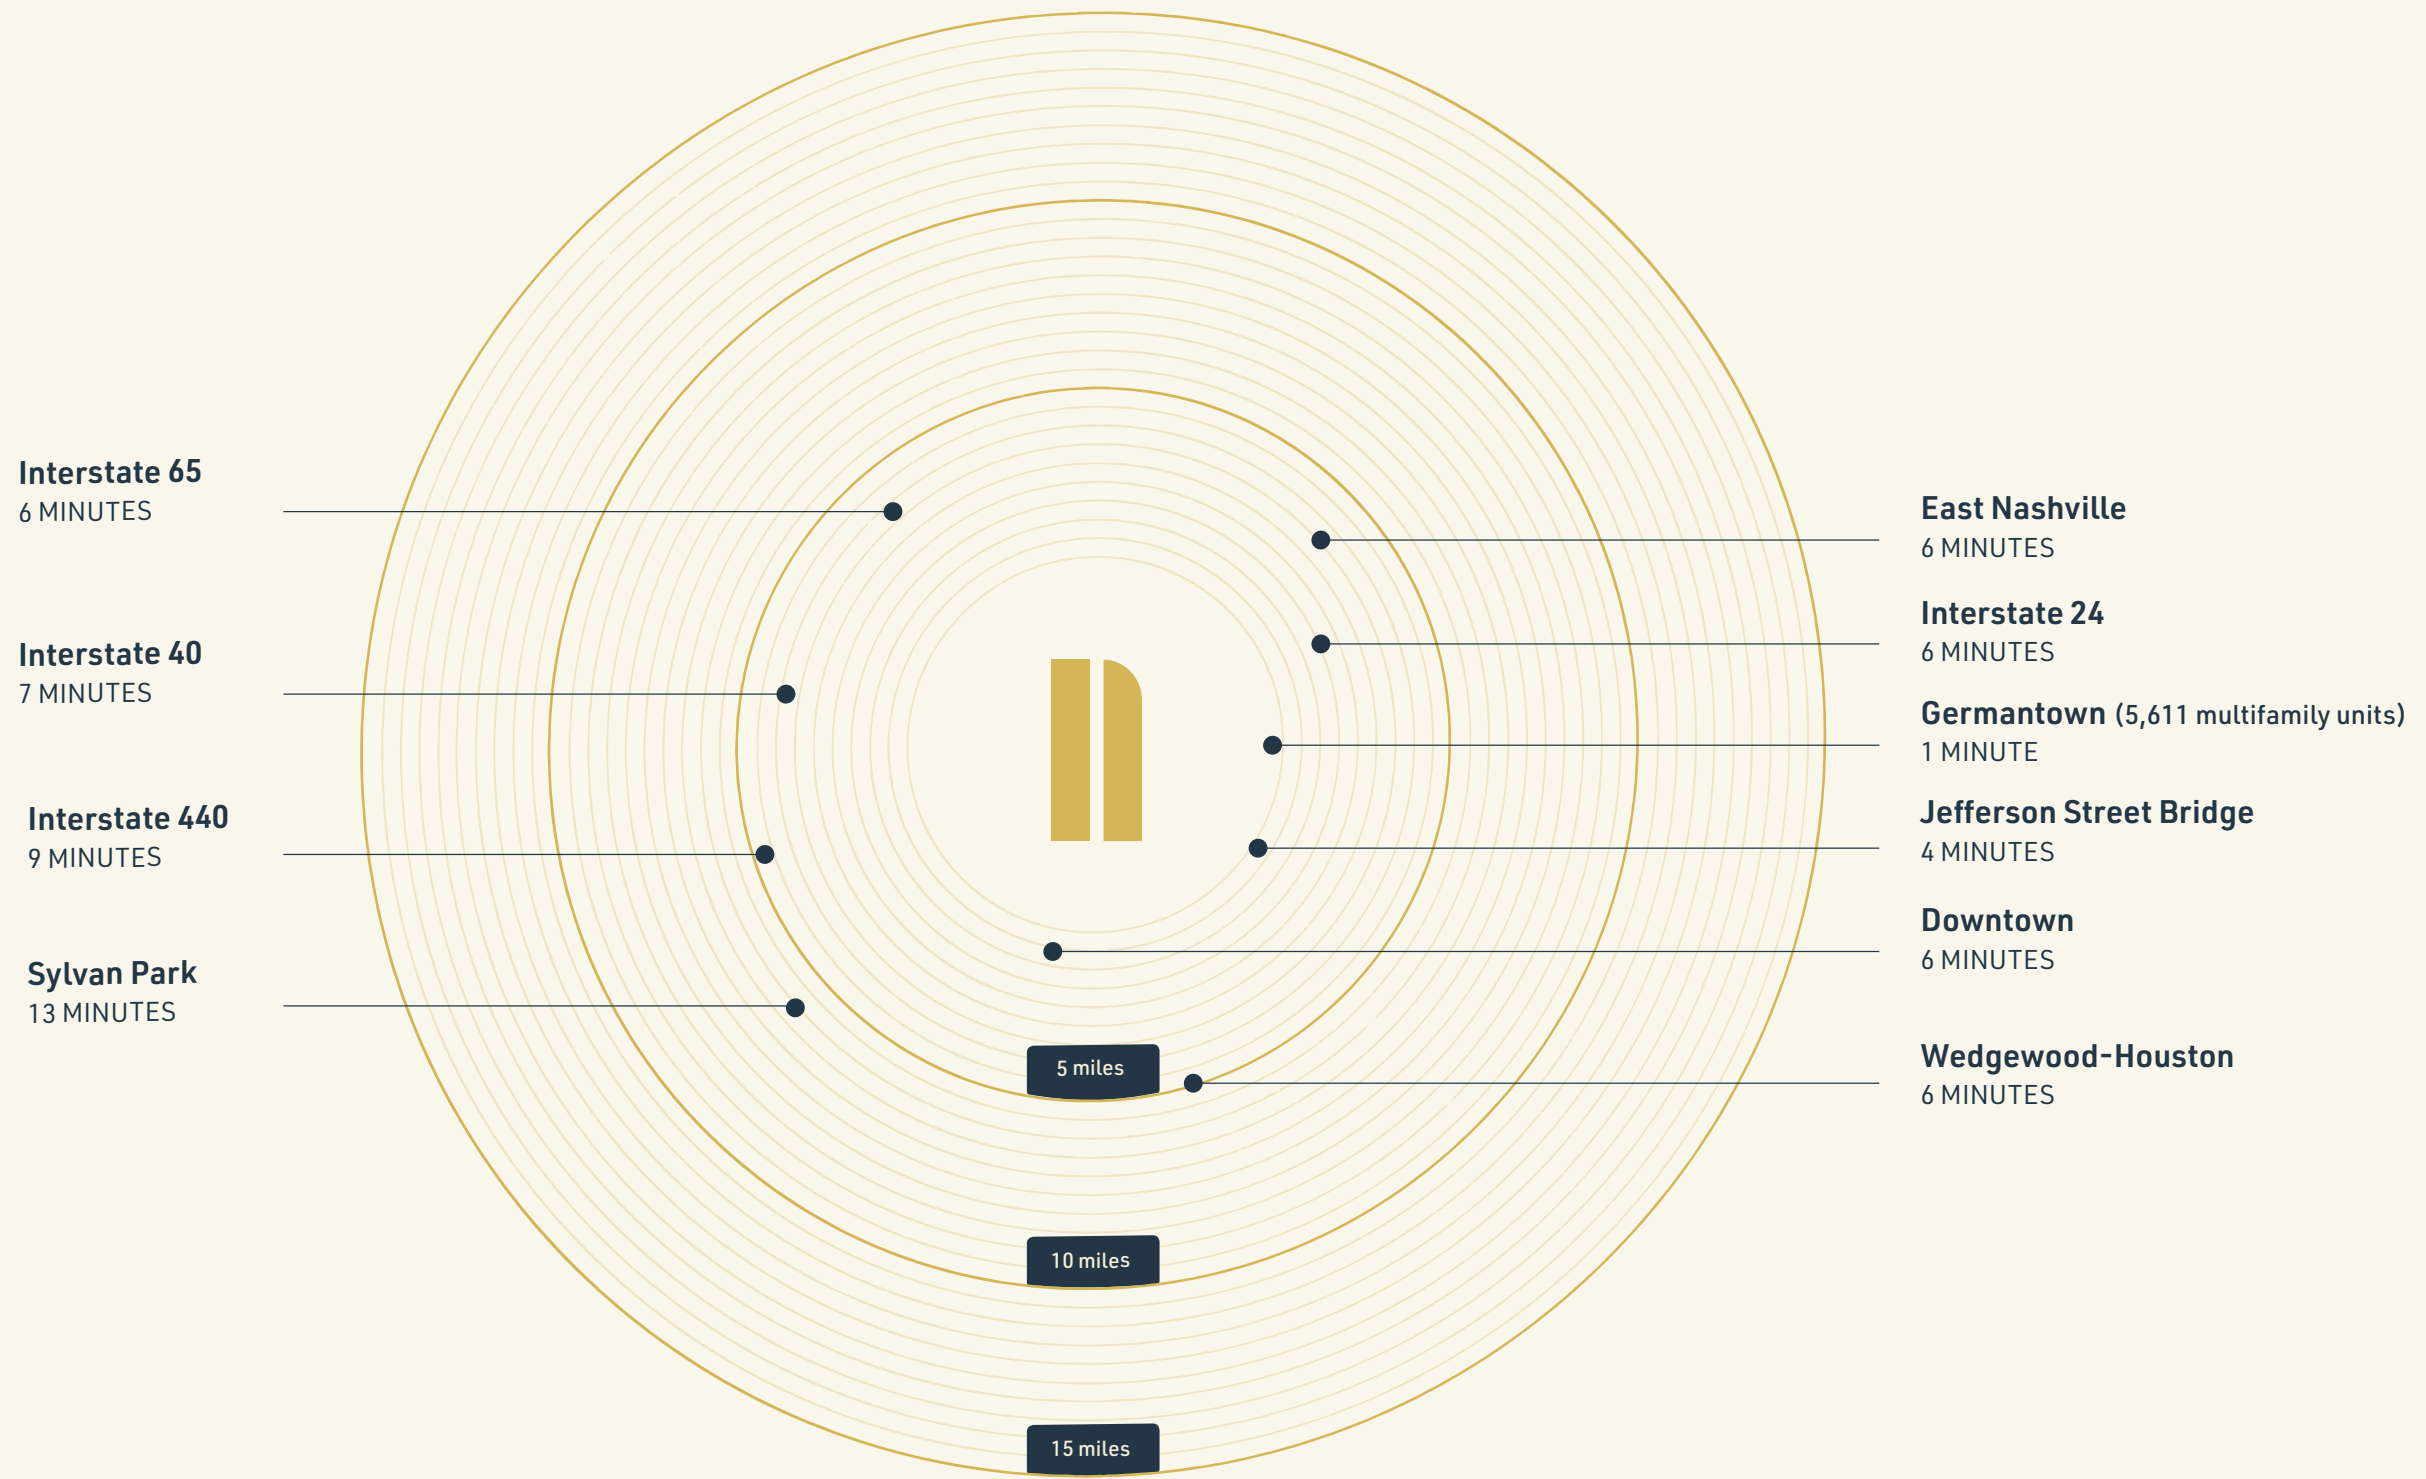 Interstate 65
6 MINUTES
Interstate 40
7 MINUTES
Interstate 440
9 MINUTES
Sylvan Park
13 MINUTES
East Nashville
6 MINUTES
Interstate 24
6 MINUTES
Germantown (5,611 multifamily units)
1 MINUTE
Jefferson Street Bridge
4 MINUTES
Downtown
6 MINUTES
Wedgewood-Houston
6 MINUTES
5 miles
10 miles
15 miles